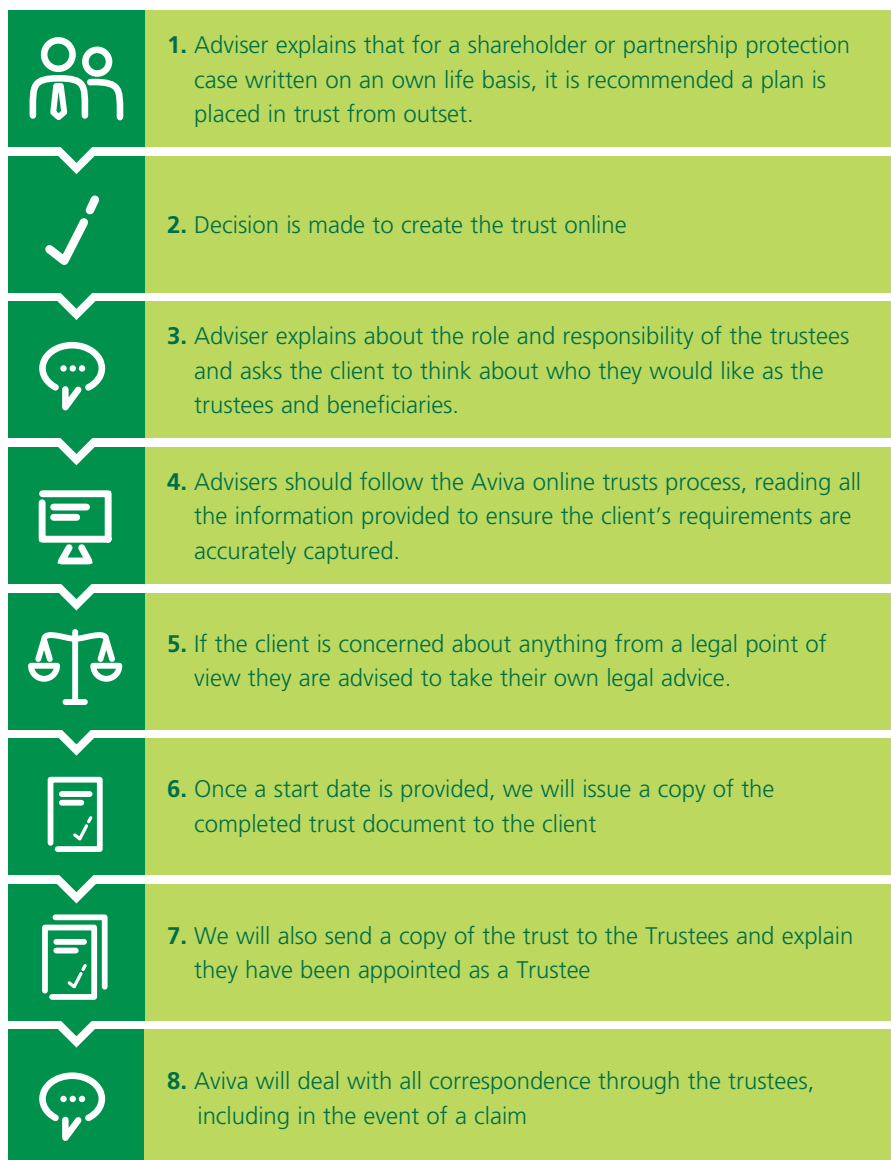 1. Adviser explains that for a shareholder or partnership protection
case written on an own life basis, it is recommended a plan is
placed in trust from outset.
2. Decision is made to create the trust online
3. Adviser explains about the role and responsibility of the trustees
and asks the client to think about who they would like as the
trustees and beneficiaries.
4. Advisers should follow the Aviva online trusts process, reading all
the information provided to ensure the client’s requirements are
accurately captured.
5. If the client is concerned about anything from a legal point of
view they are advised to take their own legal advice.
6. Once a start date is provided, we will issue a copy of the
completed trust document to the client
7. We will also send a copy of the trust to the Trustees and explain
they have been appointed as a Trustee
8. Aviva will deal with all correspondence through the trustees,
including in the event of a claim